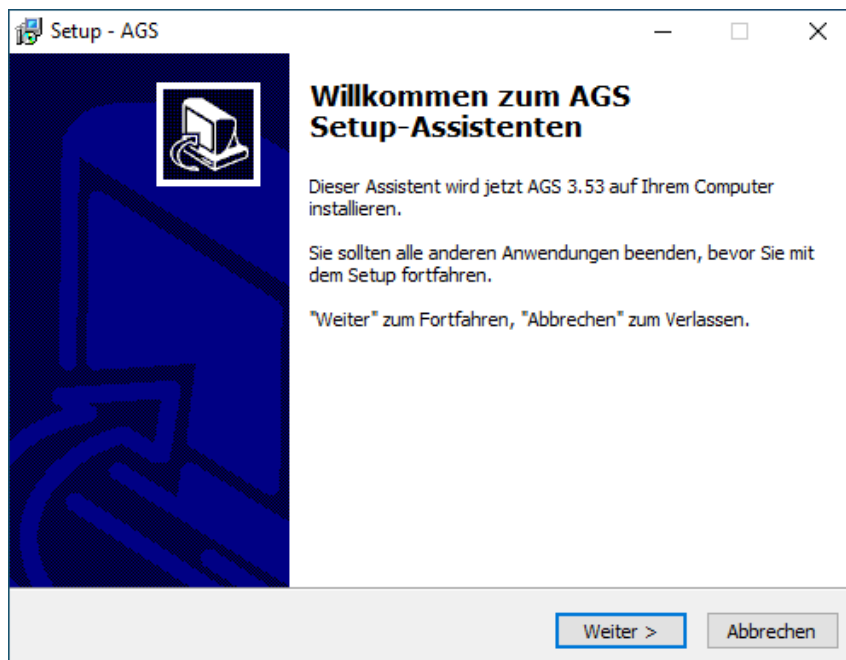 Setup - AGS
Willkommen zum AGS
Setup-Assistenten
Dieser Assistent wird jetzt AGS 3.53 auf Ihrem Computer
installieren.
Sie sollten alle anderen Anwendungen beenden, bevor Sie mit
dem Setup fortfahren.
"Weiter" zum Fortfahren, "Abbrechen" zum Verlassen.
Weiter >
Abbrechen